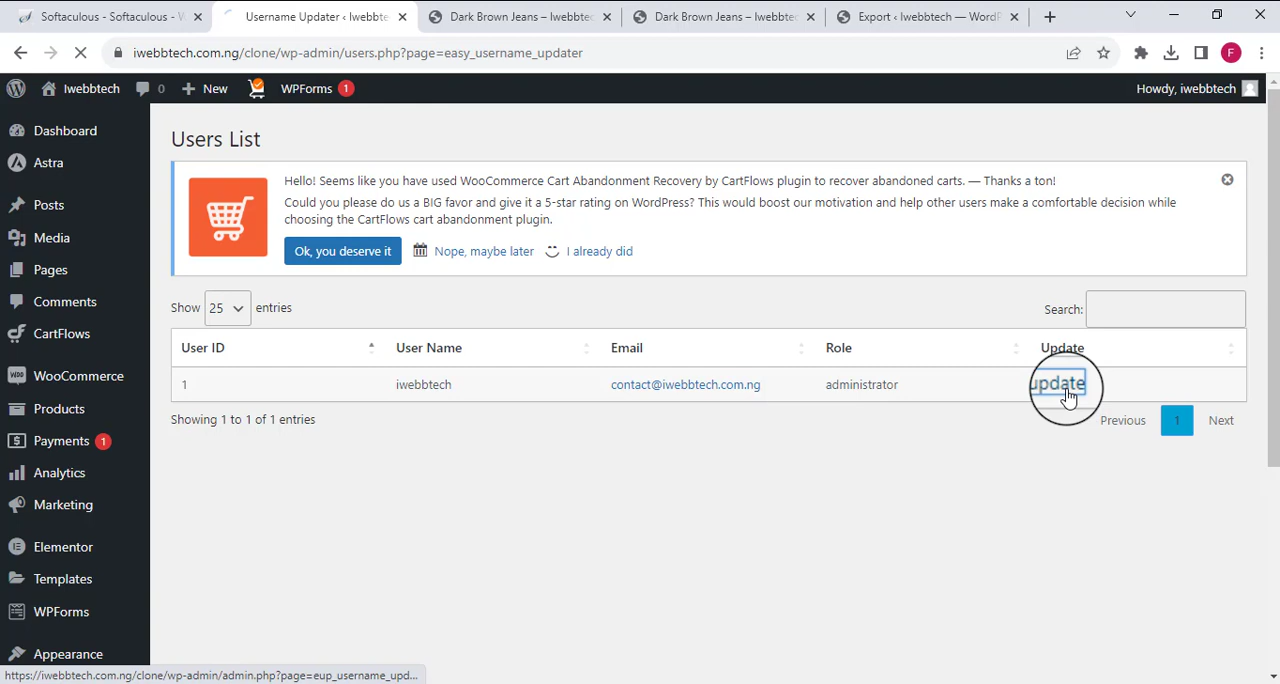 Softaculous - Softaculous - W
Username Updater ‹ Iwebbte
Dark Brown Jeans – Iwebbtec
Dark Brown Jeans – Iwebbtec
Export ‹ Iwebbtech — WordP
iwebbtech.com.ng/clone/wp-admin/users.php?page=easy_username_updater
F
Iwebbtech
0
New
WPForms 1
Howdy, iwebbtech
Dashboard
Astra
Posts
Media
Pages
Comments
CartFlows
WooCommerce
Products
Payments 1
Analytics
Marketing
Elementor
Templates
WPForms
Appearance
Users List
Hello! Seems like you have used WooCommerce Cart Abandonment Recovery by CartFlows plugin to recover abandoned carts. — Thanks a ton!
Could you please do us a BIG favor and give it a 5-star rating on WordPress? This would boost our motivation and help other users make a comfortable decision while
choosing the CartFlows cart abandonment plugin.
Ok, you deserve it Nope, maybe later I already did
Show 25 entries
Search:
User ID User Name Email Role Update
1 iwebbtech contact@iwebbtech.com.ng administrator update
Showing 1 to 1 of 1 entries
Previous 1 Next
https://iwebbtech.com.ng/clone/wp-admin/admin.php?page=eup_username_upd...